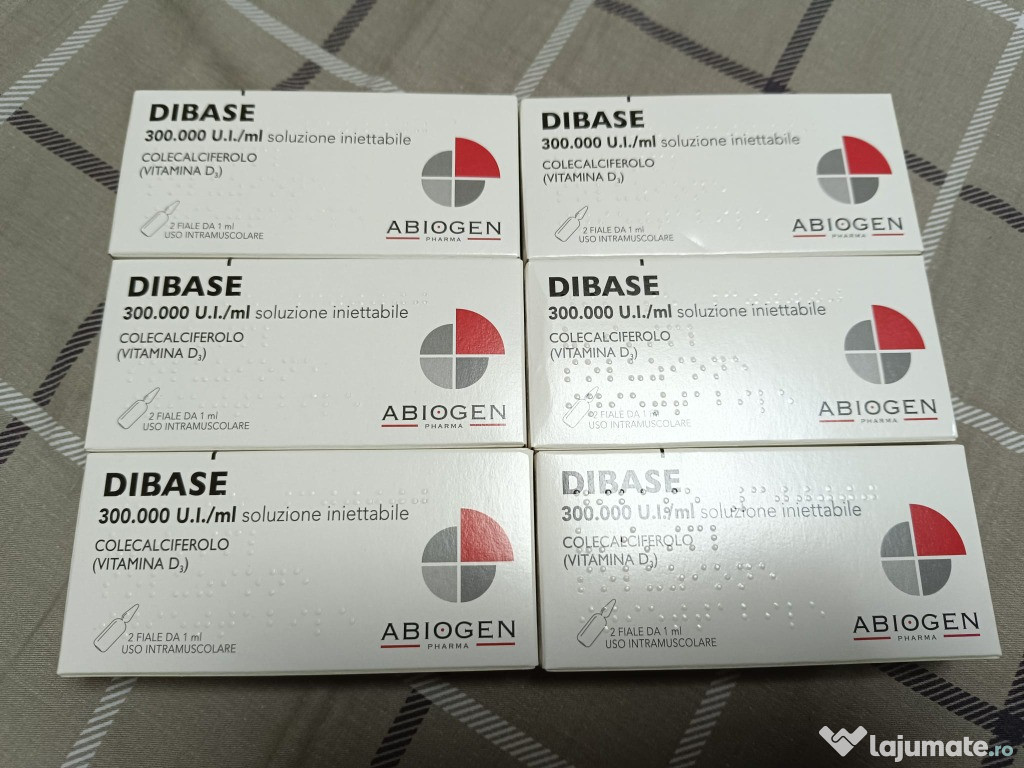 DIBASE
300.000 U.I./ml soluzione iniettabile
COLECALCIFEROLO
(VITAMINA D₃)
2 FIALE DA 1 ml
USO INTRAMUSCOLARE
ABIOGEN
PHARMA
DIBASE
300.000 U.I./ml soluzione iniettabile
COLECALCIFEROLO
(VITAMINA D₃)
2 FIALE DA 1 ml
USO INTRAMUSCOLARE
ABIOGEN
PHARMA
DIBASE
300.000 U.I./ml soluzione iniettabile
COLECALCIFEROLO
(VITAMINA D₃)
2 FIALE DA 1 ml
USO INTRAMUSCOLARE
ABIOGEN
PHARMA
DIBASE
300.000 U.I./ml soluzione iniettabile
COLECALCIFEROLO
(VITAMINA D₃)
2 FIALE DA 1 ml
USO INTRAMUSCOLARE
ABIOGEN
PHARMA
DIBASE
300.000 U.I./ml soluzione iniettabile
COLECALCIFEROLO
(VITAMINA D₃)
2 FIALE DA 1 ml
USO INTRAMUSCOLARE
ABIOGEN
PHARMA
DIBASE
300.000 U.I./ml soluzione iniettabile
COLECALCIFEROLO
(VITAMINA D₃)
2 FIALE DA 1 ml
USO INTRAMUSCOLARE
ABIOGEN
PHARMA
lajumate.ro